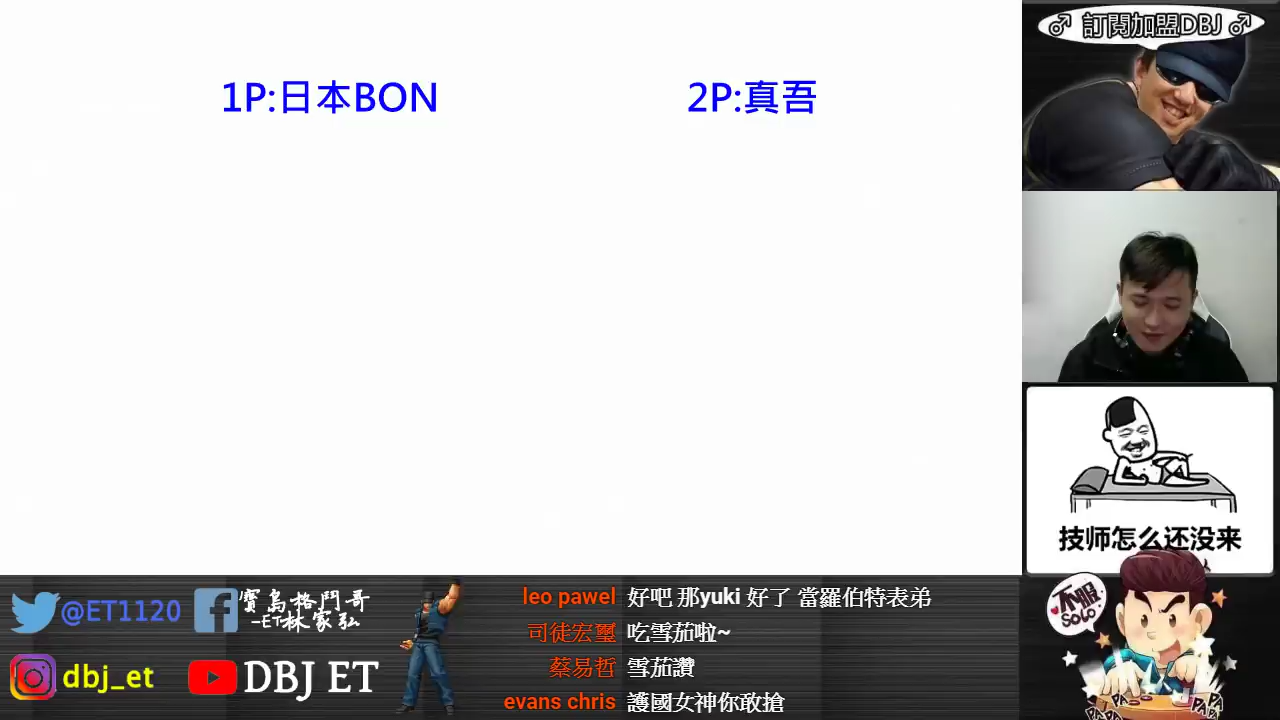 ♂ 訂閱加盟DBJ ♂
1P:日本BON
2P:真吾
技师怎么还没来
不服
SOLO
@ET1120
寶島格鬥哥
-ET林家弘
dbj_et
DBJ ET
leo pawel 好吧 那yuki 好了 當羅伯特表弟
司徒宏璽 吃雪茄啦~
蔡易哲 雪茄讚
evans chris 護國女神你敢搶